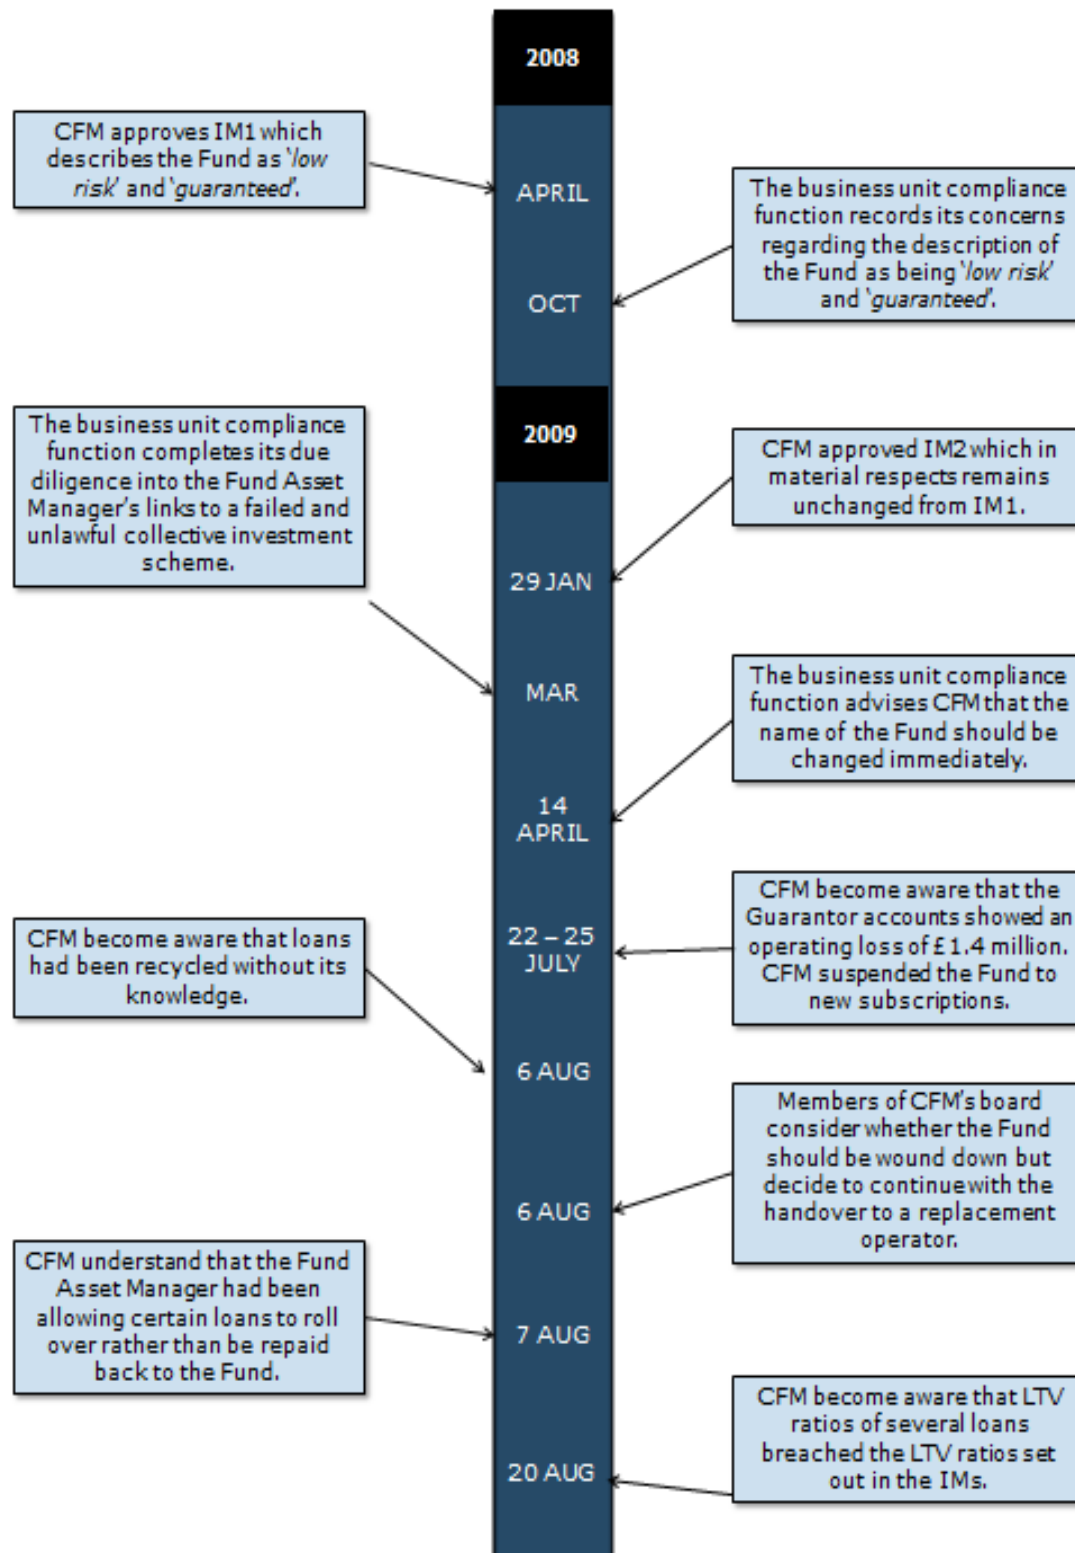 2008
CFM approves IM1 which
describes the Fund as ‘low
risk’ and ‘guaranteed’.
APRIL
The business unit compliance
function records its concerns
regarding the description of
the Fund as being ‘low risk’
and ‘guaranteed’.
OCT
2009
The business unit compliance
function completes its due
diligence into the Fund Asset
Manager’s links to a failed and
unlawful collective investment
scheme.
CFM approved IM2 which in
material respects remains
unchanged from IM1.
29 JAN
MAR
The business unit compliance
function advises CFM that the
name of the Fund should be
changed immediately.
14
APRIL
CFM become aware that the
Guarantor accounts showed an
operating loss of £1.4 million.
CFM suspended the Fund to
new subscriptions.
22 – 25
JULY
CFM become aware that loans
had been recycled without its
knowledge.
6 AUG
Members of CFM’s board
consider whether the Fund
should be wound down but
decide to continue with the
handover to a replacement
operator.
6 AUG
CFM understand that the Fund
Asset Manager had been
allowing certain loans to roll
over rather than be repaid
back to the Fund.
7 AUG
CFM become aware that LTV
ratios of several loans
breached the LTV ratios set
out in the IMs.
20 AUG